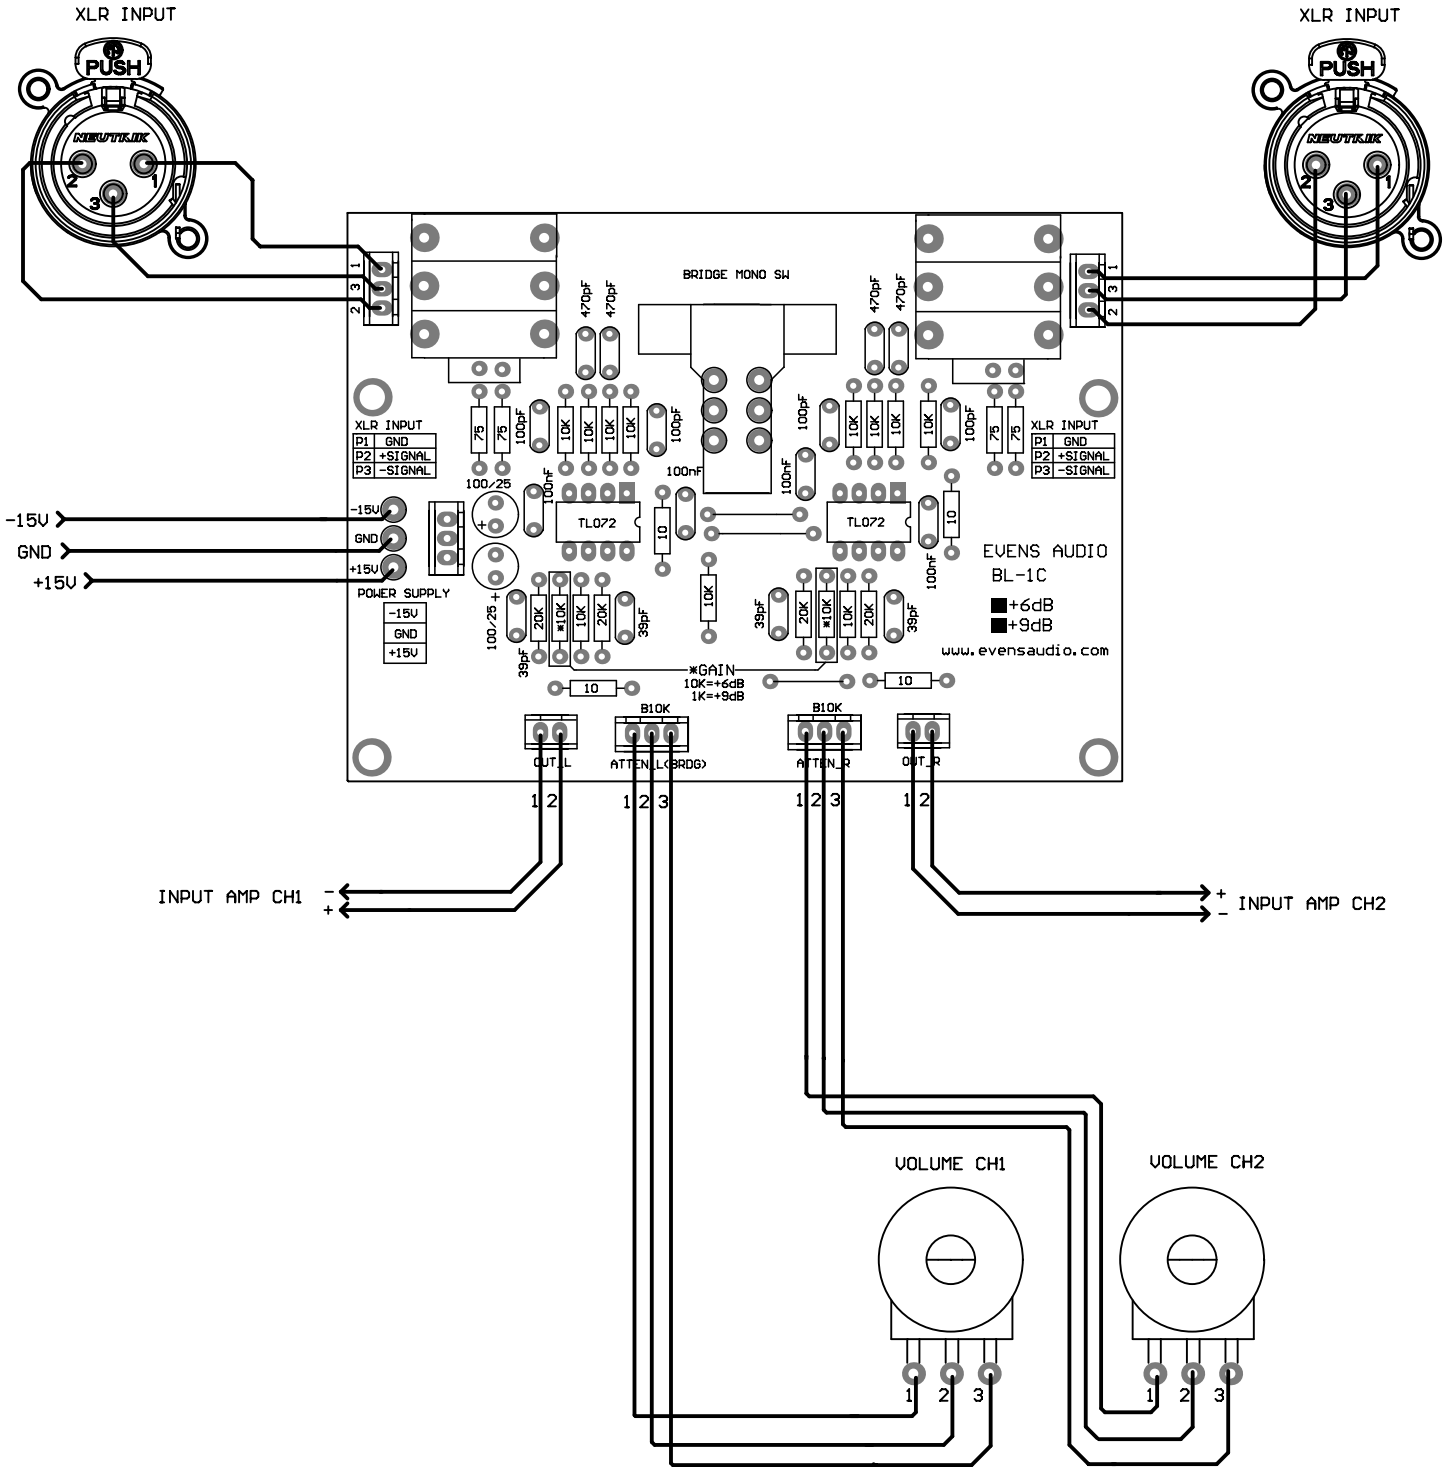 XLR INPUT
XLR INPUT
PUSH
PUSH
NEUTRIK
NEUTRIK
2
1
3
2
1
3
BRIDGE MONO SW
1
3
2
1
3
2
470pF
470pF
470pF
470pF
75
75
100pF
10K
10K
10K
10K
100pF
100pF
10K
10K
10K
10K
100pF
75
75
XLR INPUT
P1 GND
P2 +SIGNAL
P3 -SIGNAL
XLR INPUT
P1 GND
P2 +SIGNAL
P3 -SIGNAL
100/25
100nF
100nF
100nF
-15V
GND
+15V
-15V
GND
+15V
+
TL072
10
TL072
10
100nF
EVENS AUDIO
BL-1C
+6dB
+9dB
www.evensaudio.com
POWER SUPPLY
-15V
GND
+15V
100/25
+
39pF
20K
*10K
10K
20K
39pF
10K
39pF
20K
*10K
10K
20K
39pF
*GAIN
10K=+6dB
1K=+9dB
10
10
B10K
B10K
OUT_L
ATTEN_L(BRDG)
ATTEN_R
OUT_R
1 2
1 2 3
1 2 3
1 2
INPUT AMP CH1
-
+
+
-
INPUT AMP CH2
VOLUME CH1
VOLUME CH2
1 2 3
1 2 3